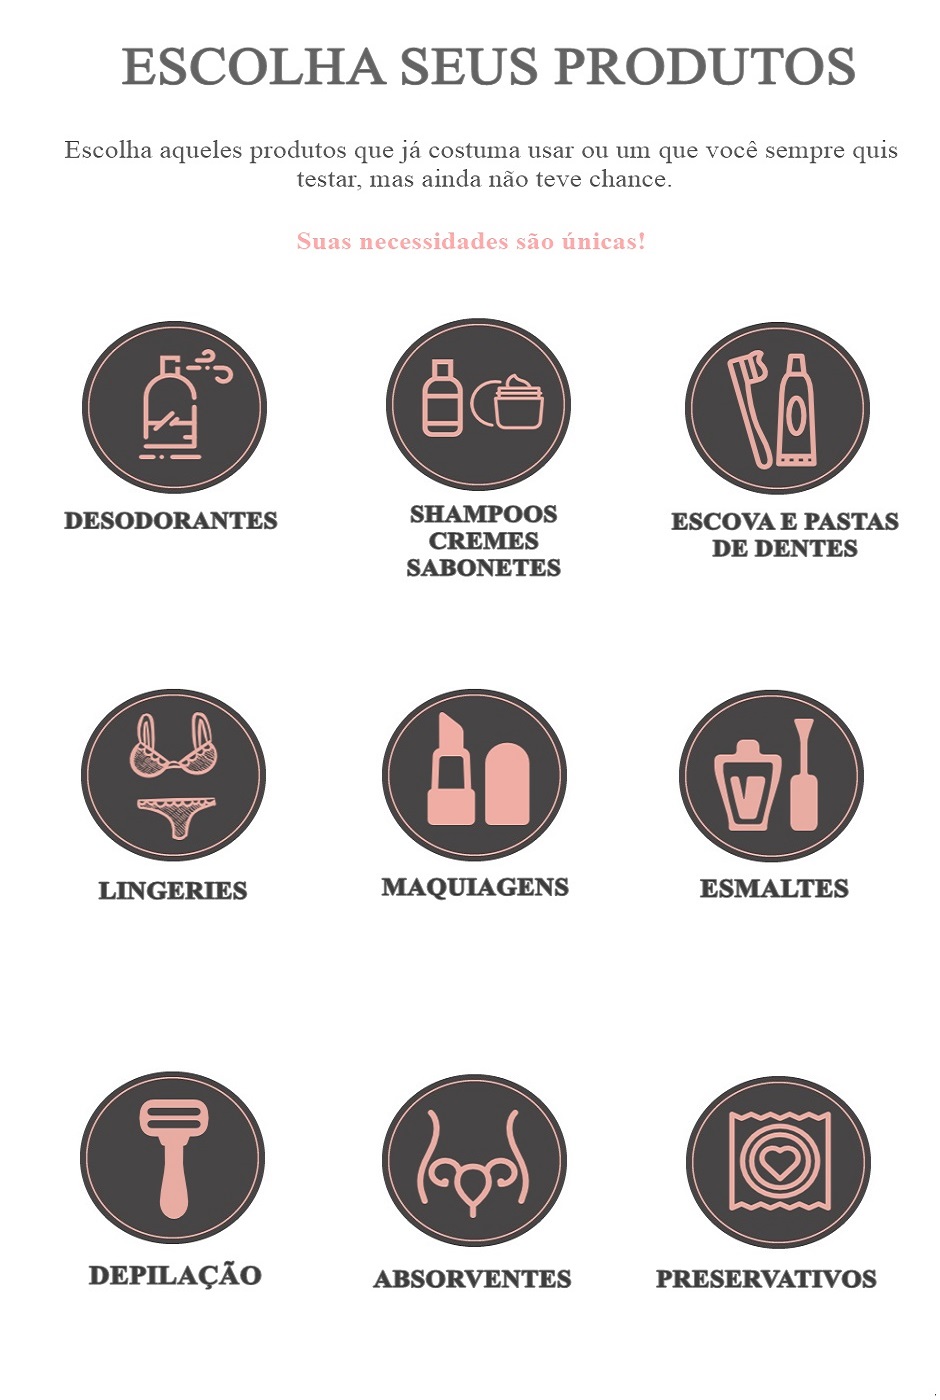 ESCOLHA SEUS PRODUTOS
Escolha aqueles produtos que já costuma usar ou um que você sempre quis
testar, mas ainda não teve chance.
Suas necessidades são únicas!
DESODORANTES
SHAMPOOS
CREMES
SABONETES
ESCOVA E PASTAS
DE DENTES
LINGERIES
MAQUIAGENS
ESMALTES
DEPILAÇÃO
ABSORVENTES
PRESERVATIVOS